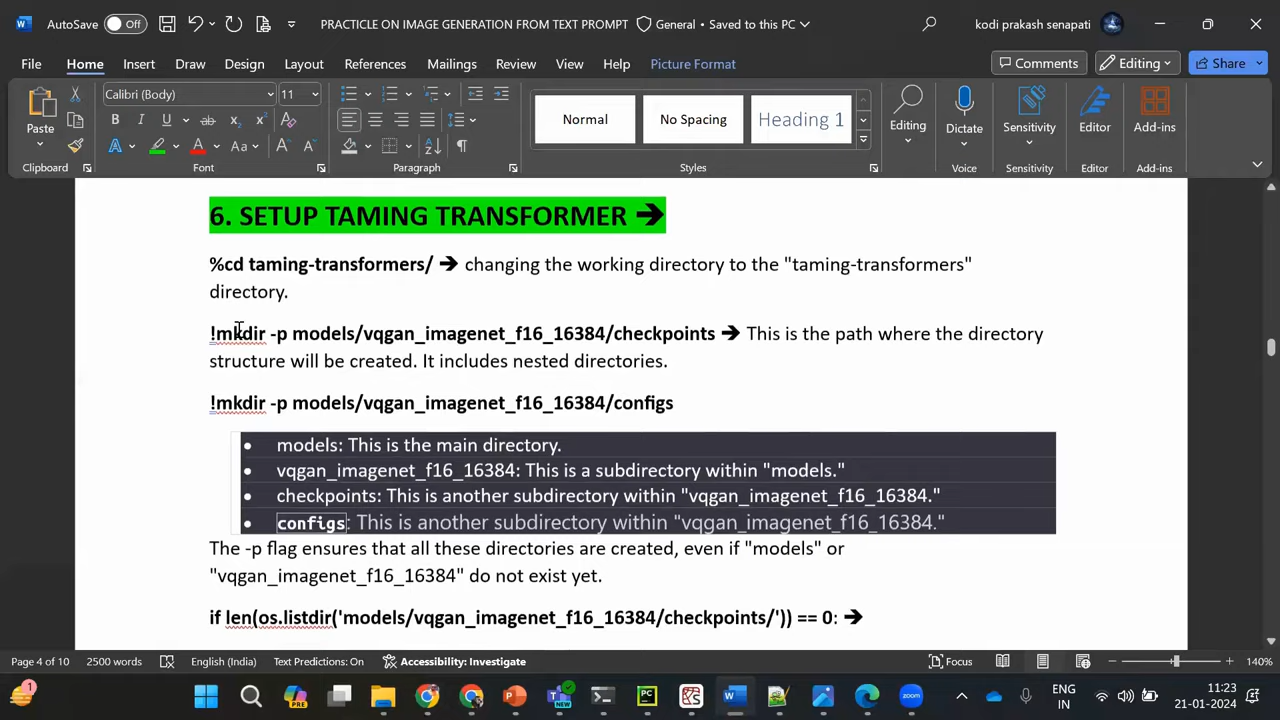 AutoSave Off PRACTICLE ON IMAGE GENERATION FROM TEXT PROMPT General • Saved to this PC kodi prakash senapati
File Home Insert Draw Design Layout References Mailings Review View Help Picture Format Comments Editing Share
Paste Calibri (Body) 11 Normal No Spacing Heading 1 Editing Dictate Sensitivity Editor Add-ins
Clipboard Font Paragraph Styles Voice Sensitivity Editor Add-ins
6. SETUP TAMING TRANSFORMER ➔
%cd taming-transformers/ ➔ changing the working directory to the "taming-transformers"
directory.
!mkdir -p models/vqgan_imagenet_f16_16384/checkpoints ➔ This is the path where the directory
structure will be created. It includes nested directories.
!mkdir -p models/vqgan_imagenet_f16_16384/configs
• models: This is the main directory.
• vqgan_imagenet_f16_16384: This is a subdirectory within "models."
• checkpoints: This is another subdirectory within "vqgan_imagenet_f16_16384."
• configs: This is another subdirectory within "vqgan_imagenet_f16_16384."
The -p flag ensures that all these directories are created, even if "models" or
"vqgan_imagenet_f16_16384" do not exist yet.
if len(os.listdir('models/vqgan_imagenet_f16_16384/checkpoints/')) == 0: ➔
Page 4 of 10 2500 words English (India) Text Predictions: On Accessibility: Investigate Focus 140%
1 PRE NEW zoom ENG 11:23
IN 21-01-2024